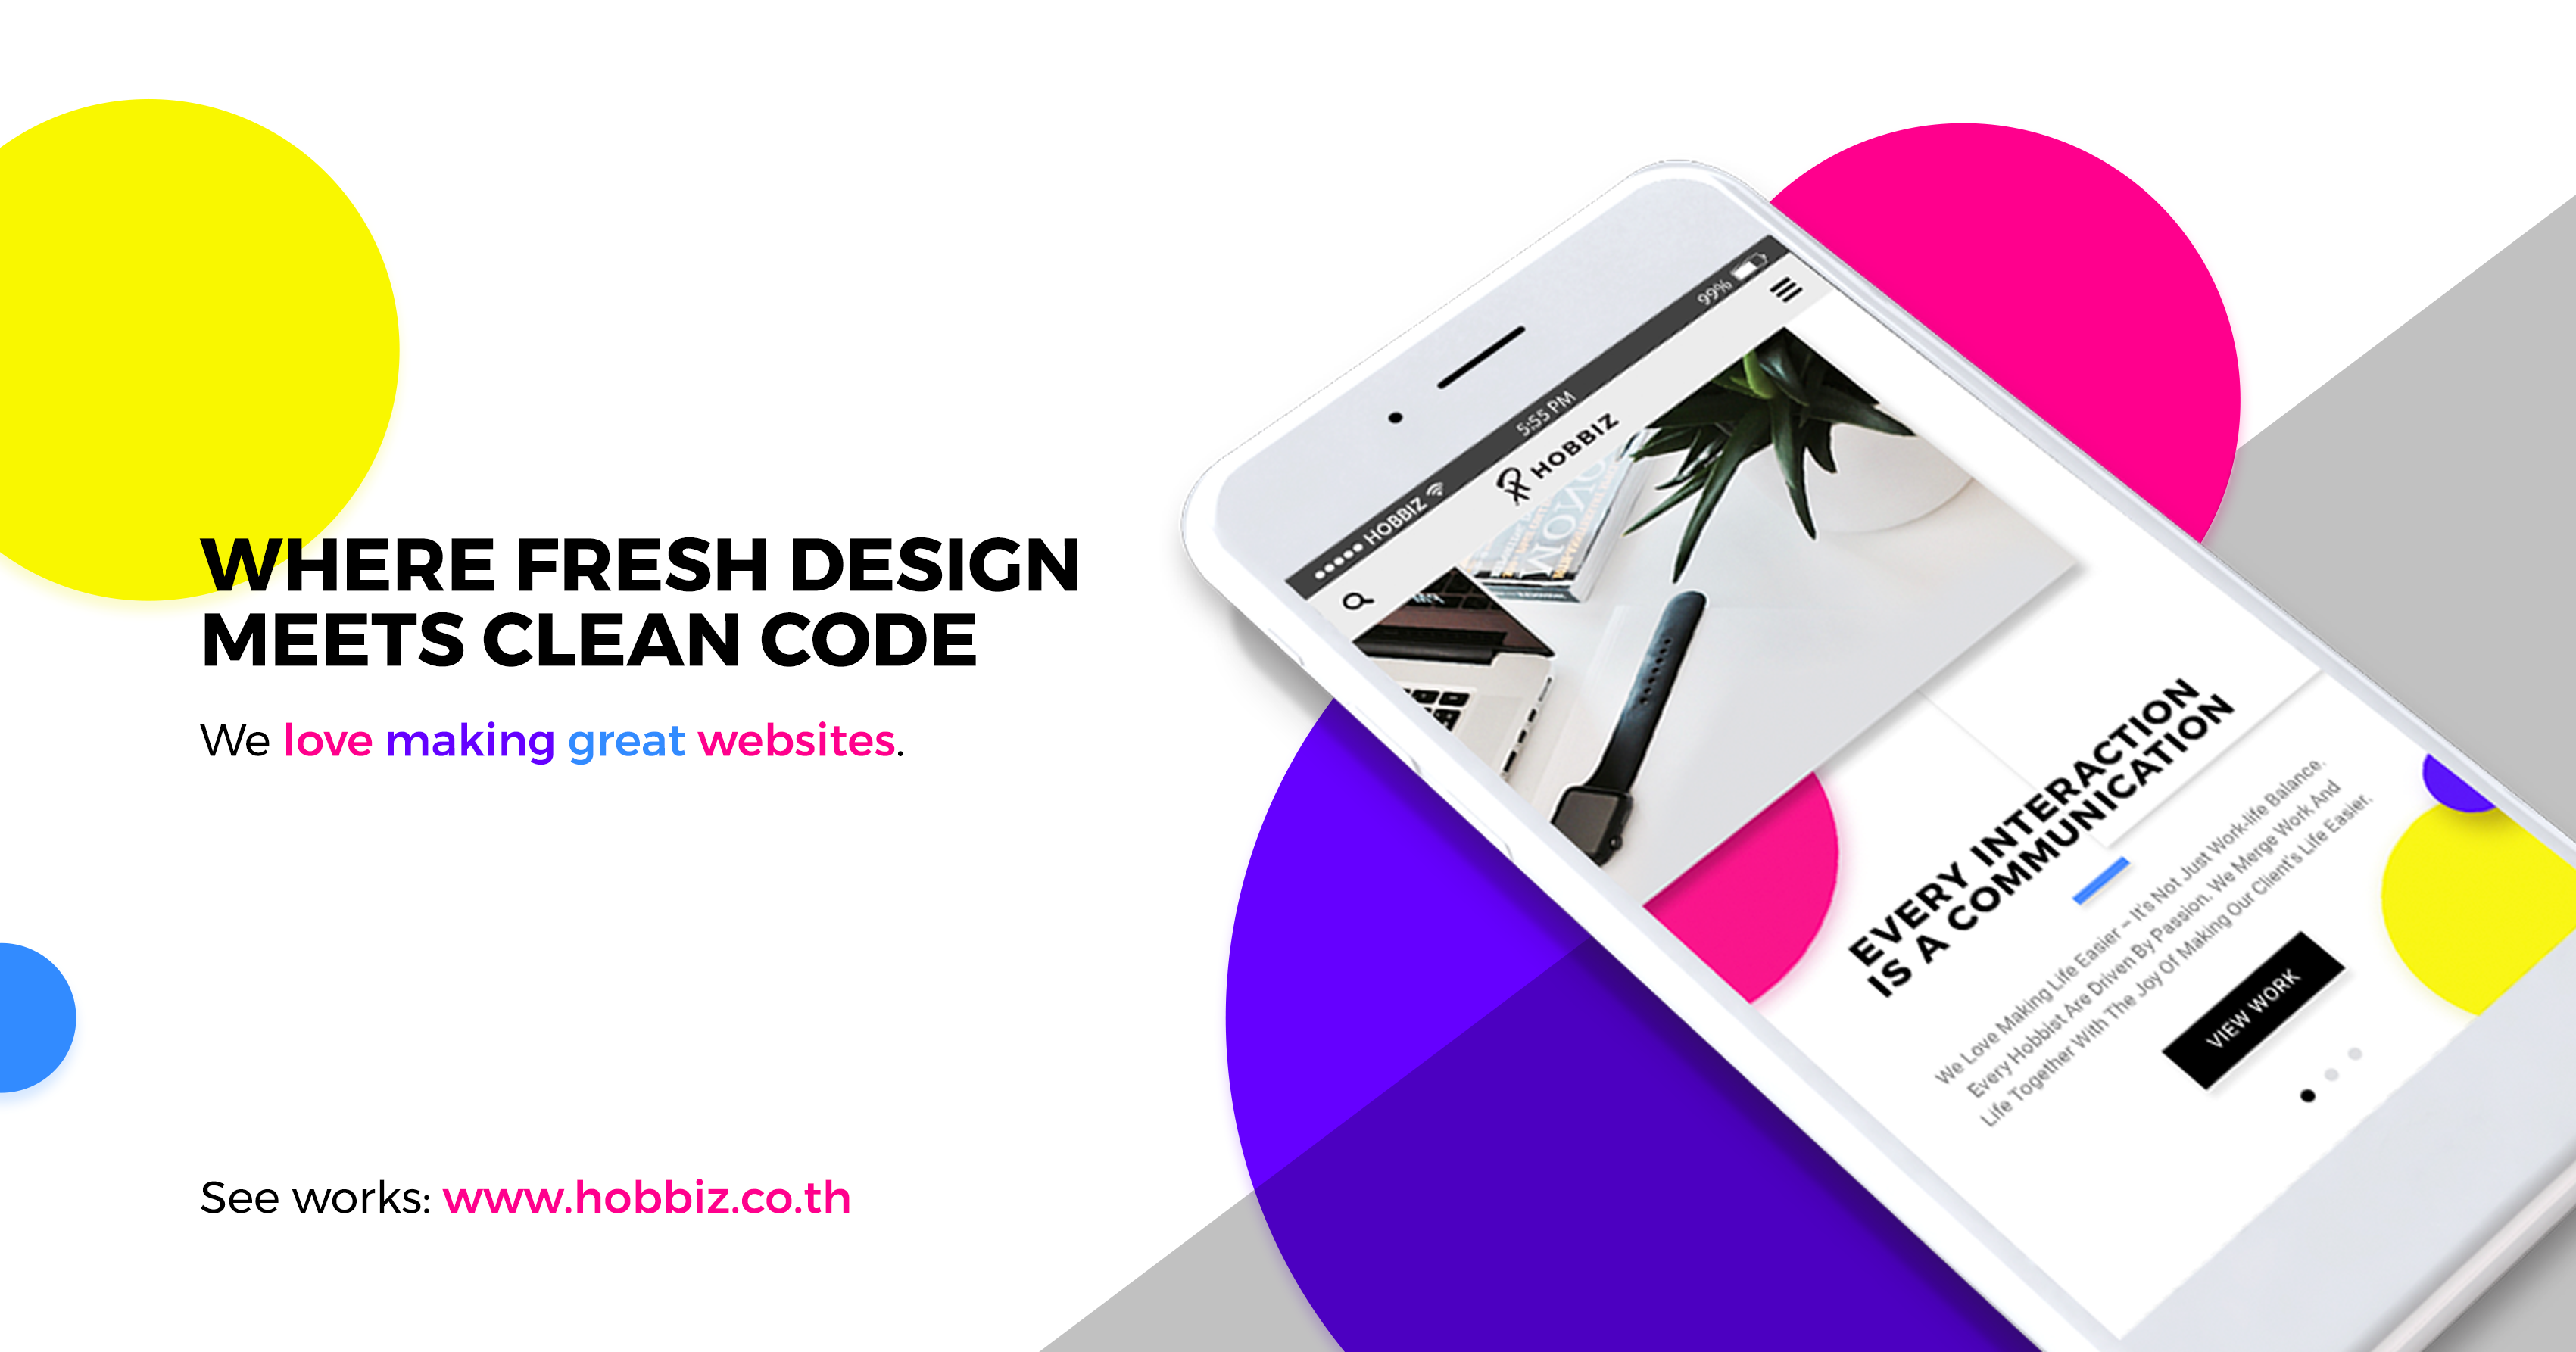 WHERE FRESH DESIGN
MEETS CLEAN CODE
We love making great websites.
See works: www.hobbiz.co.th
HOBBIZ 5:55 PM 99%
HOBBIZ
EVERY INTERACTION
IS A COMMUNICATION
We Love Making Life Easier – It's Not Just Work-life Balance,
Every Hobbist Are Driven By Passion. We Merge Work And
Life Together With The Joy Of Making Our Client's Life Easier.
VIEW WORK